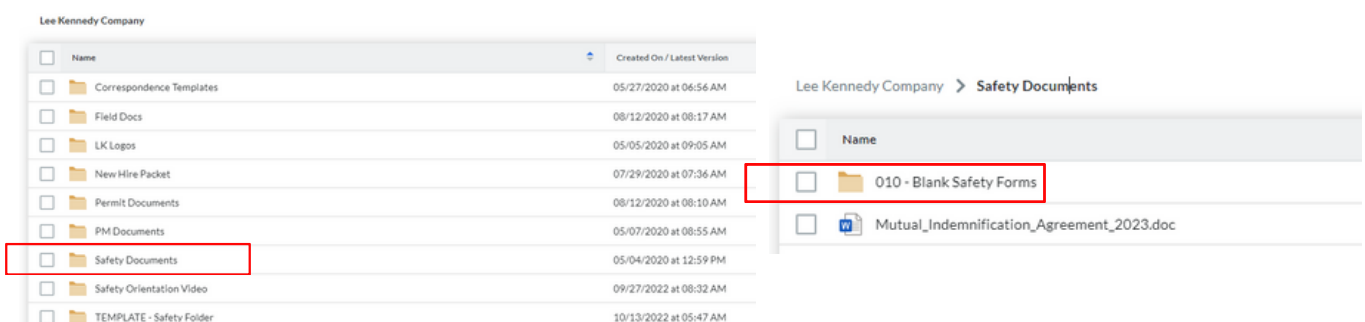 Lee Kennedy Company
Name Created On / Latest Version
Correspondence Templates 05/27/2020 at 06:56 AM
Field Docs 08/12/2020 at 08:17 AM
LK Logos 05/05/2020 at 09:05 AM
New Hire Packet 07/29/2020 at 07:36 AM
Permit Documents 08/12/2020 at 08:10 AM
PM Documents 05/07/2020 at 08:55 AM
Safety Documents 05/04/2020 at 12:59 PM
Safety Orientation Video 09/27/2022 at 08:32 AM
TEMPLATE - Safety Folder 10/13/2022 at 05:47 AM
Lee Kennedy Company > Safety Documents
Name
010 - Blank Safety Forms
Mutual_Indemnification_Agreement_2023.doc